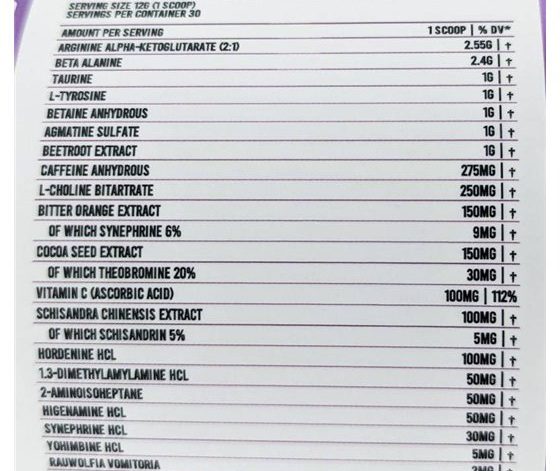 SERVING SIZE 12G (1 SCOOP)
SERVINGS PER CONTAINER 30
AMOUNT PER SERVING 1 SCOOP | % DV*
ARGININE ALPHA-KETOGLUTARATE (2:1) 2.55G | †
BETA ALANINE 2.4G | †
TAURINE 1G | †
L-TYROSINE 1G | †
BETAINE ANHYDROUS 1G | †
AGMATINE SULFATE 1G | †
BEETROOT EXTRACT 1G | †
CAFFEINE ANHYDROUS 275MG | †
L-CHOLINE BITARTRATE 250MG | †
BITTER ORANGE EXTRACT 150MG | †
OF WHICH SYNEPHRINE 6% 9MG | †
COCOA SEED EXTRACT 150MG | †
OF WHICH THEOBROMINE 20% 30MG | †
VITAMIN C (ASCORBIC ACID) 100MG | 112%
SCHISANDRA CHINENSIS EXTRACT 100MG | †
OF WHICH SCHISANDRIN 5% 5MG | †
HORDENINE HCL 100MG | †
1.3-DIMETHYLAMYLAMINE HCL 50MG | †
2-AMINOISOHEPTANE 50MG | †
HIGENAMINE HCL 50MG | †
SYNEPHRINE HCL 30MG | †
YOHIMBINE HCL 5MG | †
RAUWOLFIA VOMITORIA